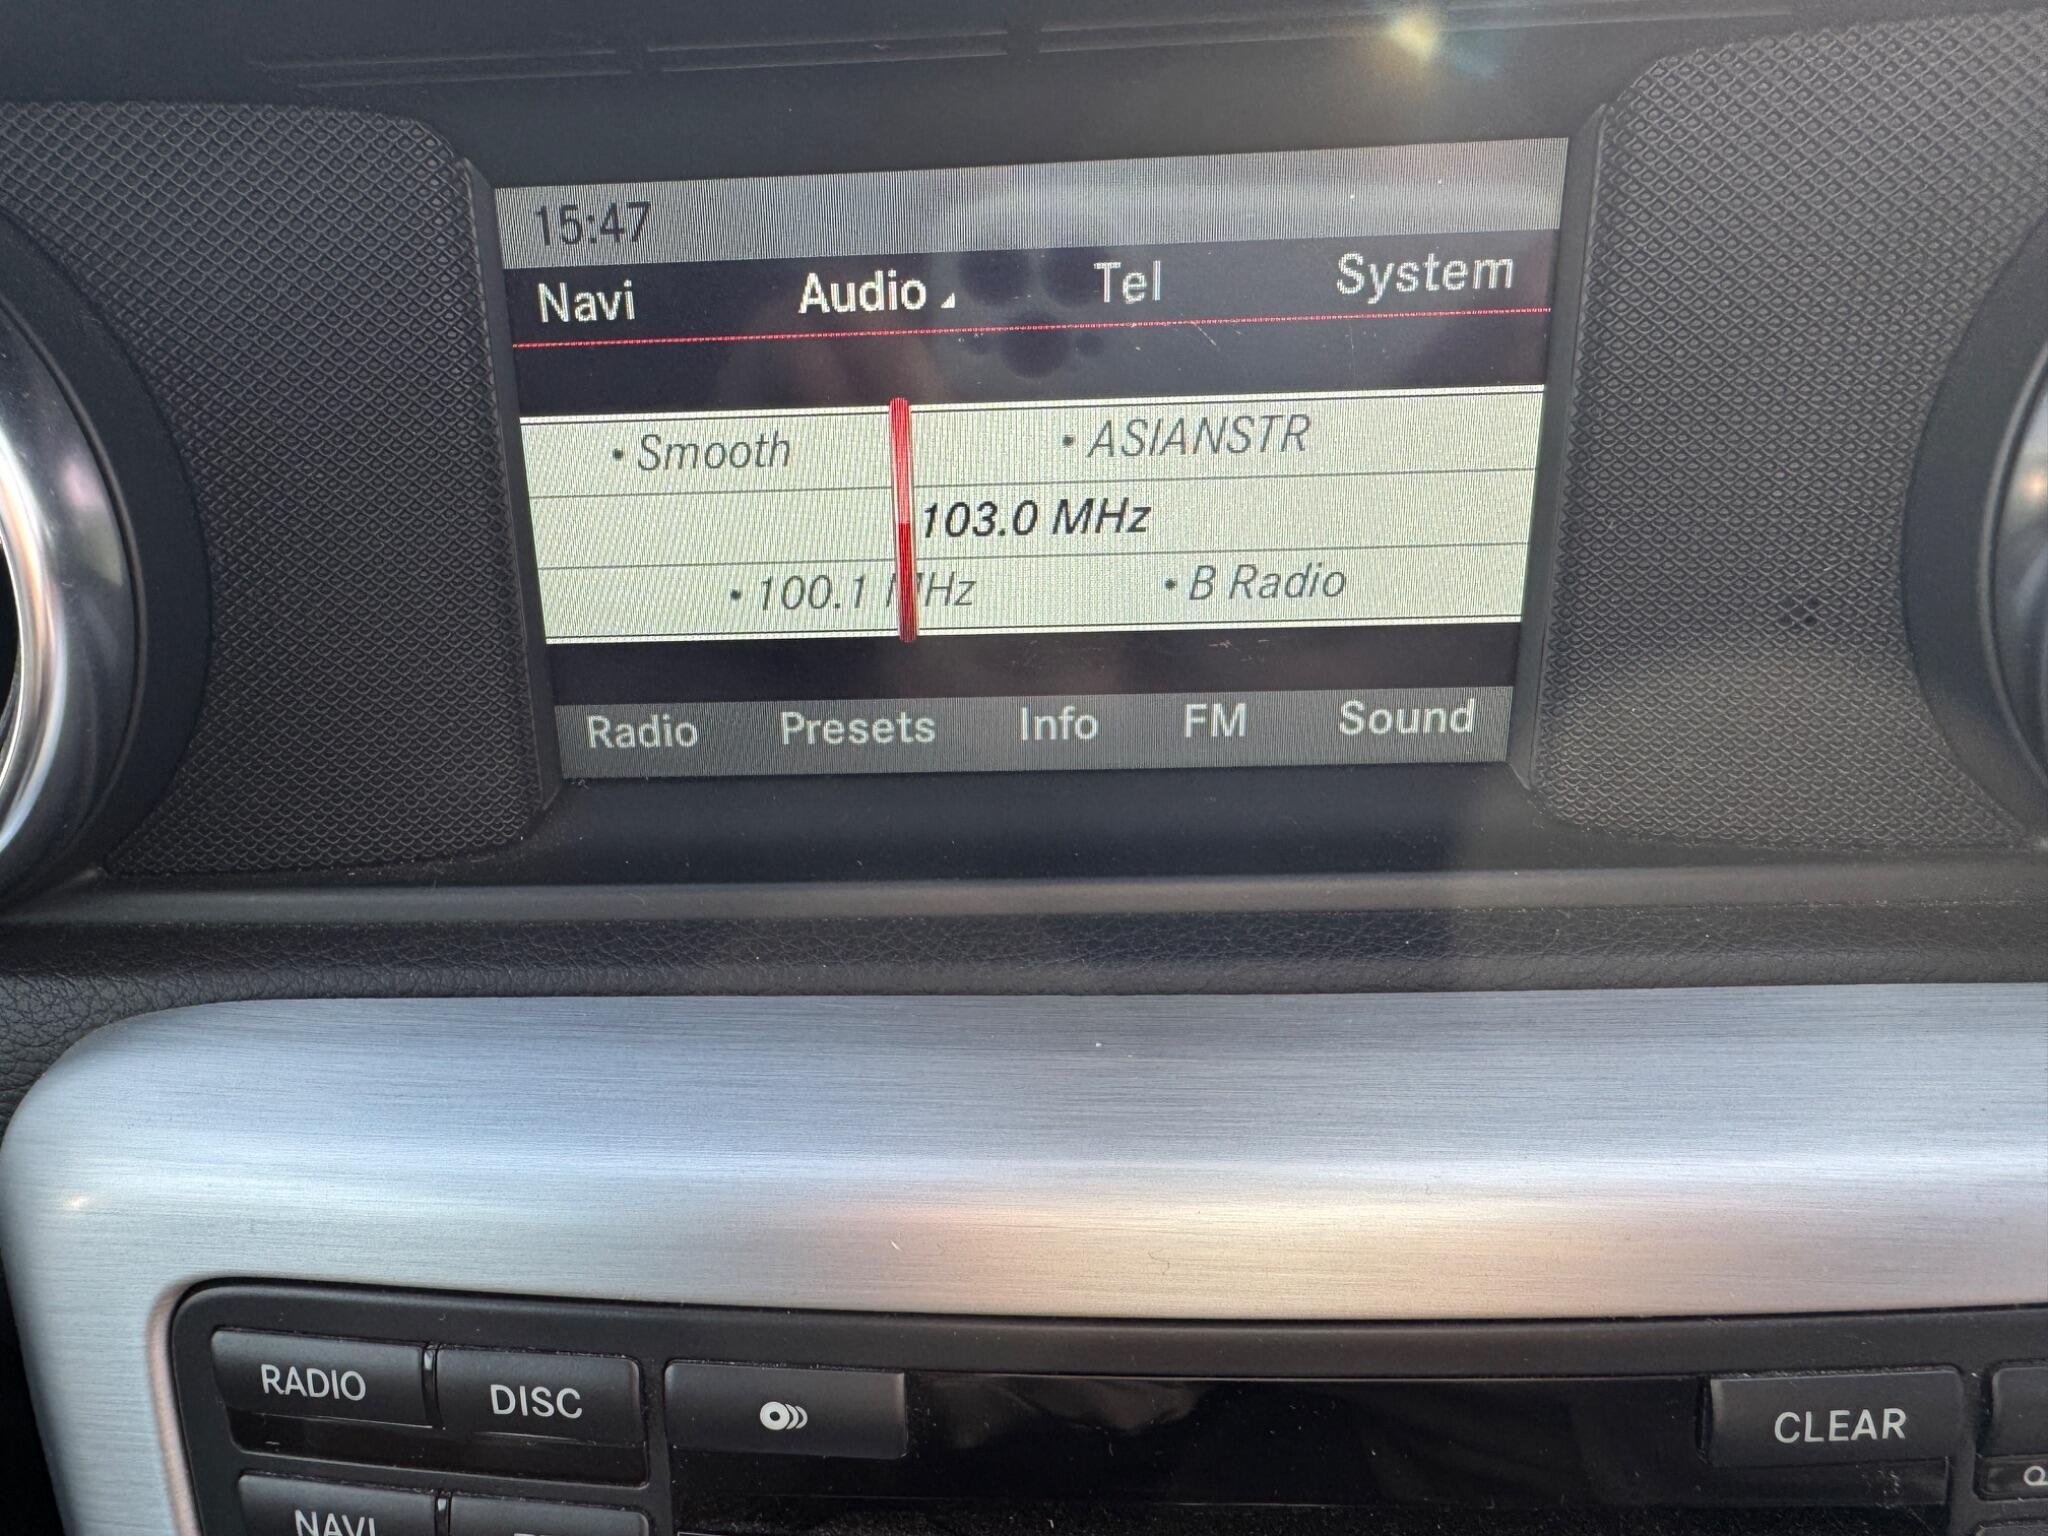 15:47
Navi Audio Tel System
• Smooth • ASIANSTR
103.0 MHz
• 100.1 MHz • B Radio
Radio Presets Info FM Sound
RADIO DISC CLEAR
NAVI